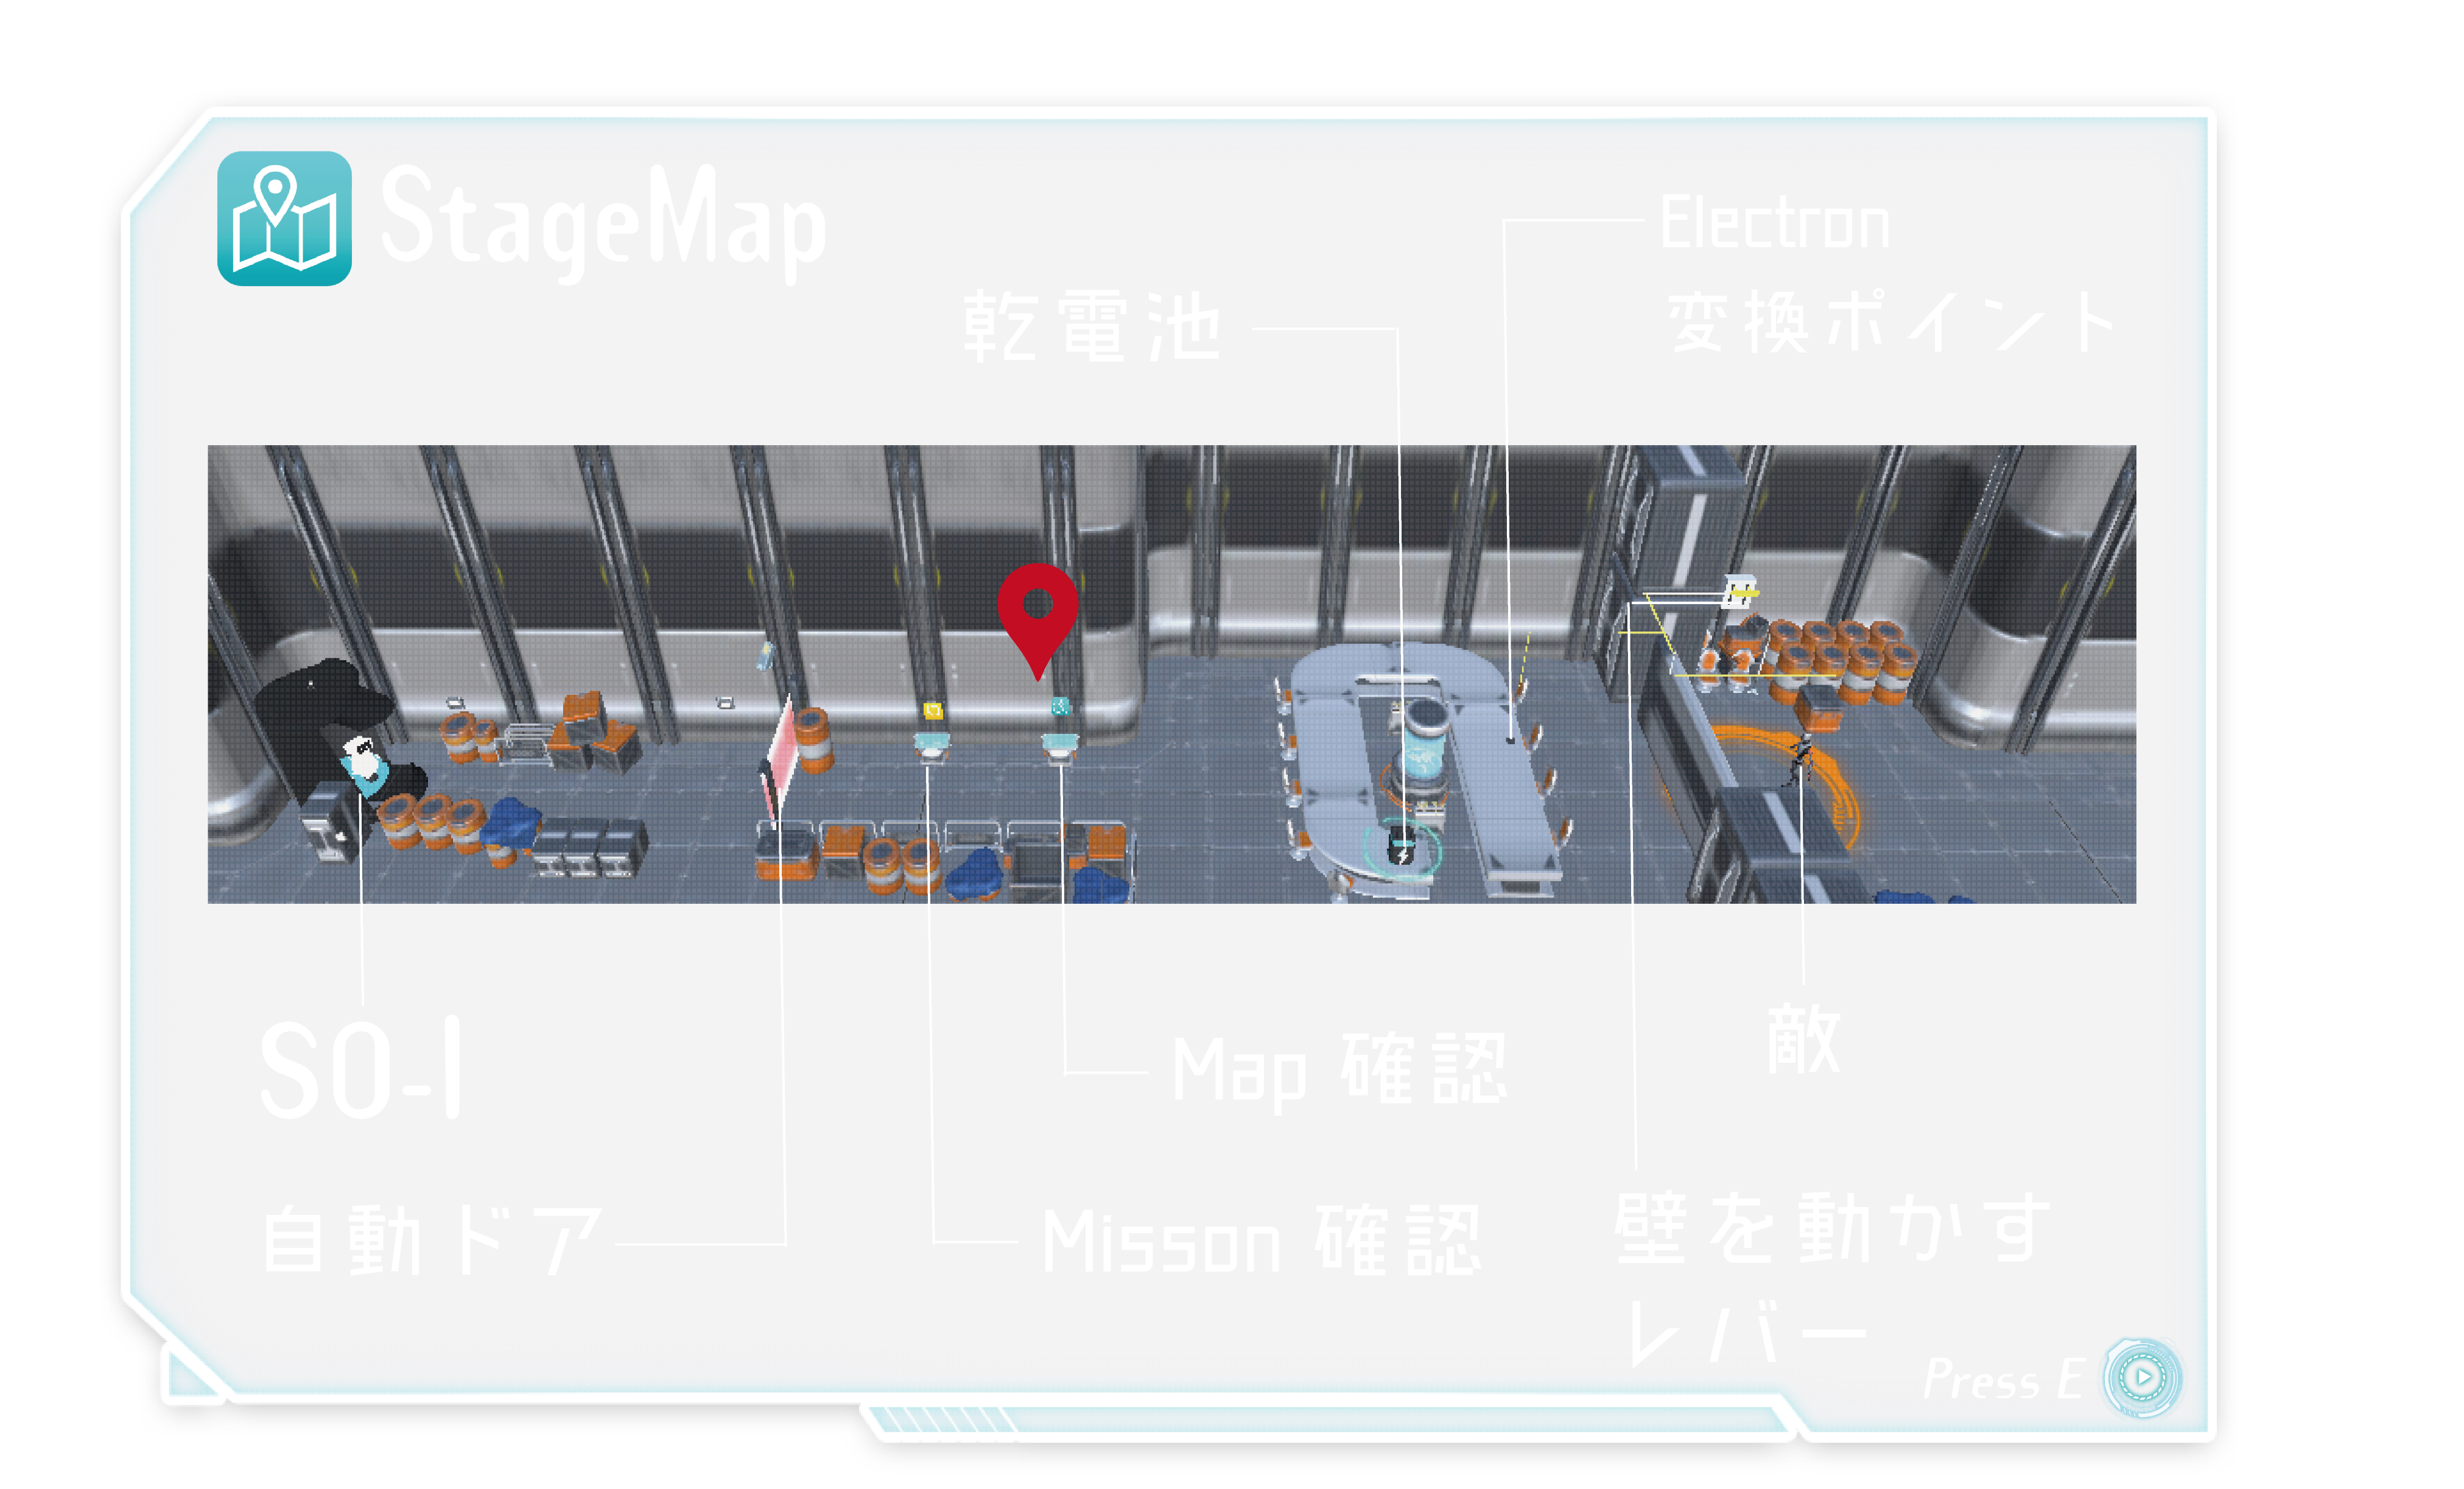 StageMap
Electron
変換ポイント
乾電池
SO-1
Map 確認
敵
自動ドア
Misson 確認
壁を動かす
レバー
Press E